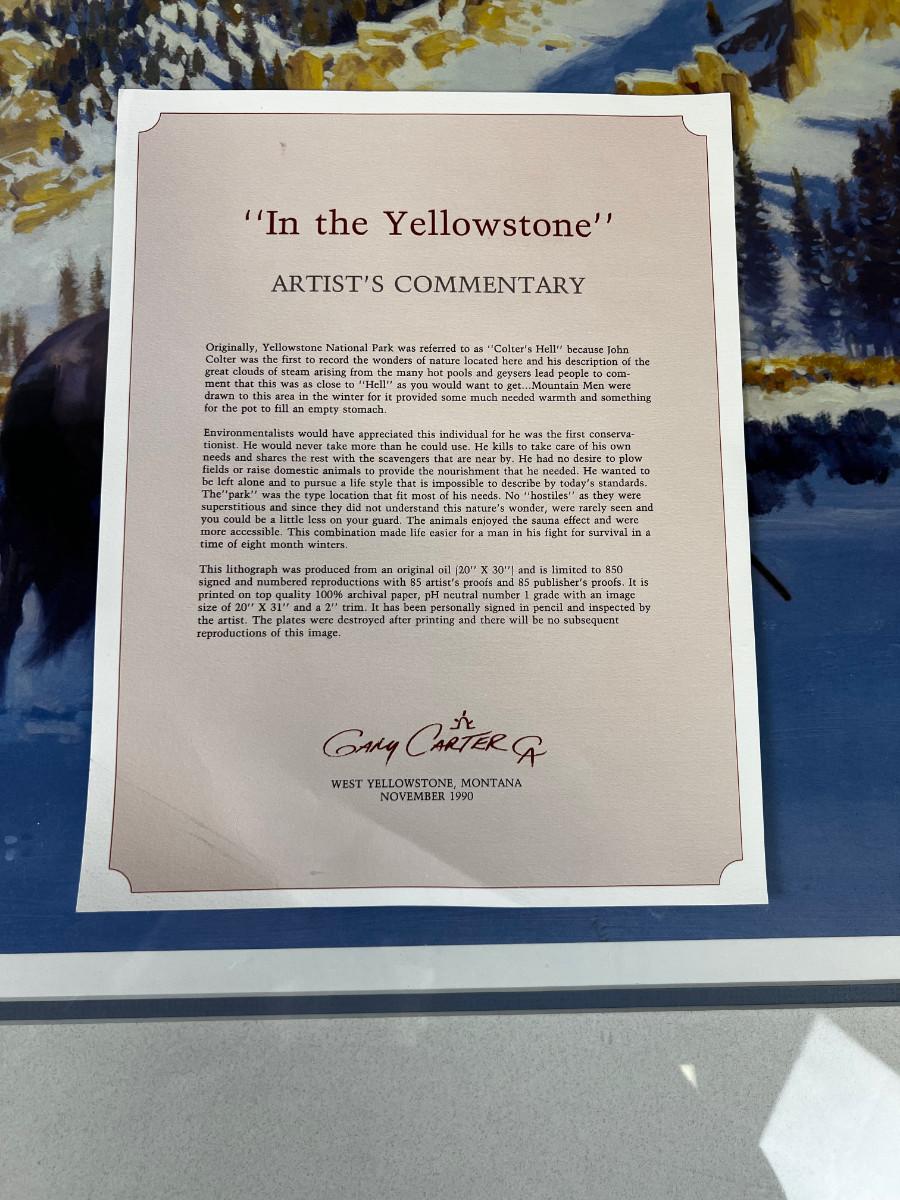 "In the Yellowstone"
ARTIST'S COMMENTARY
Originally, Yellowstone National Park was referred to as "Colter's Hell" because John
Colter was the first to record the wonders of nature located here and his description of the
great clouds of steam arising from the many hot pools and geysers lead people to com-
ment that this was as close to "Hell" as you would want to get...Mountain Men were
drawn to this area in the winter for it provided some much needed warmth and something
for the pot to fill an empty stomach.
Environmentalists would have appreciated this individual for he was the first conserva-
tionist. He would never take more than he could use. He kills to take care of his own
needs and shares the rest with the scavengers that are near by. He had no desire to plow
fields or raise domestic animals to provide the nourishment that he needed. He wanted to
be left alone and to pursue a life style that is impossible to describe by today's standards.
The"park" was the type location that fit most of his needs. No "hostiles" as they were
superstitious and since they did not understand this nature's wonder, were rarely seen and
you could be a little less on your guard. The animals enjoyed the sauna effect and were
more accessible. This combination made life easier for a man in his fight for survival in a
time of eight month winters.
This lithograph was produced from an original oil (20" X 30") and is limited to 850
signed and numbered reproductions with 85 artist's proofs and 85 publisher's proofs. It is
printed on top quality 100% archival paper, pH neutral number 1 grade with an image
size of 20" X 31" and a 2" trim. It has been personally signed in pencil and inspected by
the artist. The plates were destroyed after printing and there will be no subsequent
reproductions of this image.
GARY CARTER CA
WEST YELLOWSTONE, MONTANA
NOVEMBER 1990